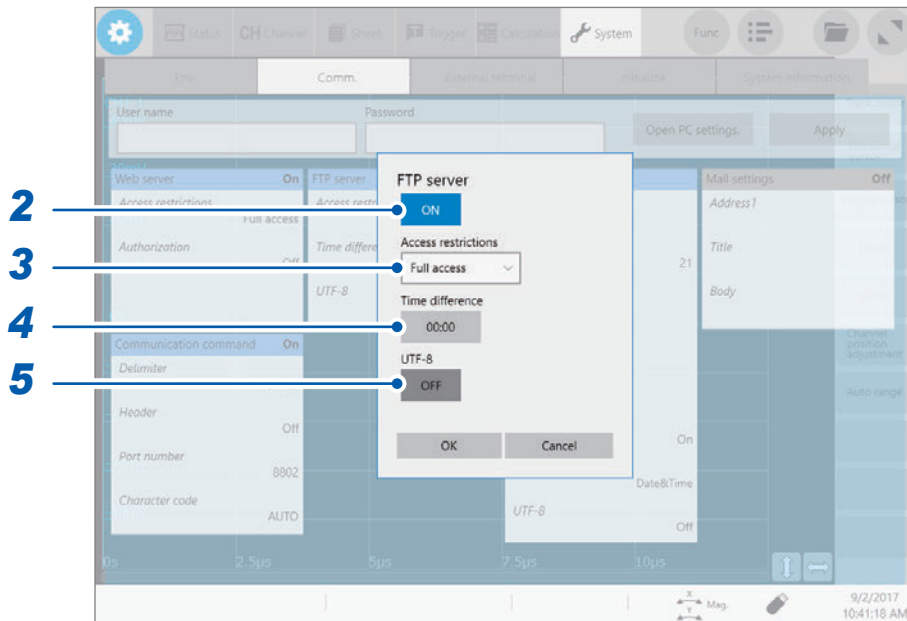 Status CH Channel Sheet Trigger Calculation System Func
Env. Comm. External terminal Initialize System information
User name Password
Open PC settings. Apply
2
3
4
5
Web server On
Access restrictions
Full access
Authorization
Off
FTP server
Access restr
Time differe
UTF-8
FTP server
ON
Access restrictions
Full access
Time difference
00:00
UTF-8
OFF
OK Cancel
21
On
Date&Time
UTF-8
Off
Mail settings Off
Address1
Title
Body
Communication command On
Delimiter
Header
Off
Port number
8802
Character code
AUTO
Channel
position
adjustment
Auto range
0s 2.5µs 5µs 7.5µs 10µs
X
Y
Mag.
9/2/2017
10:41:18 AM